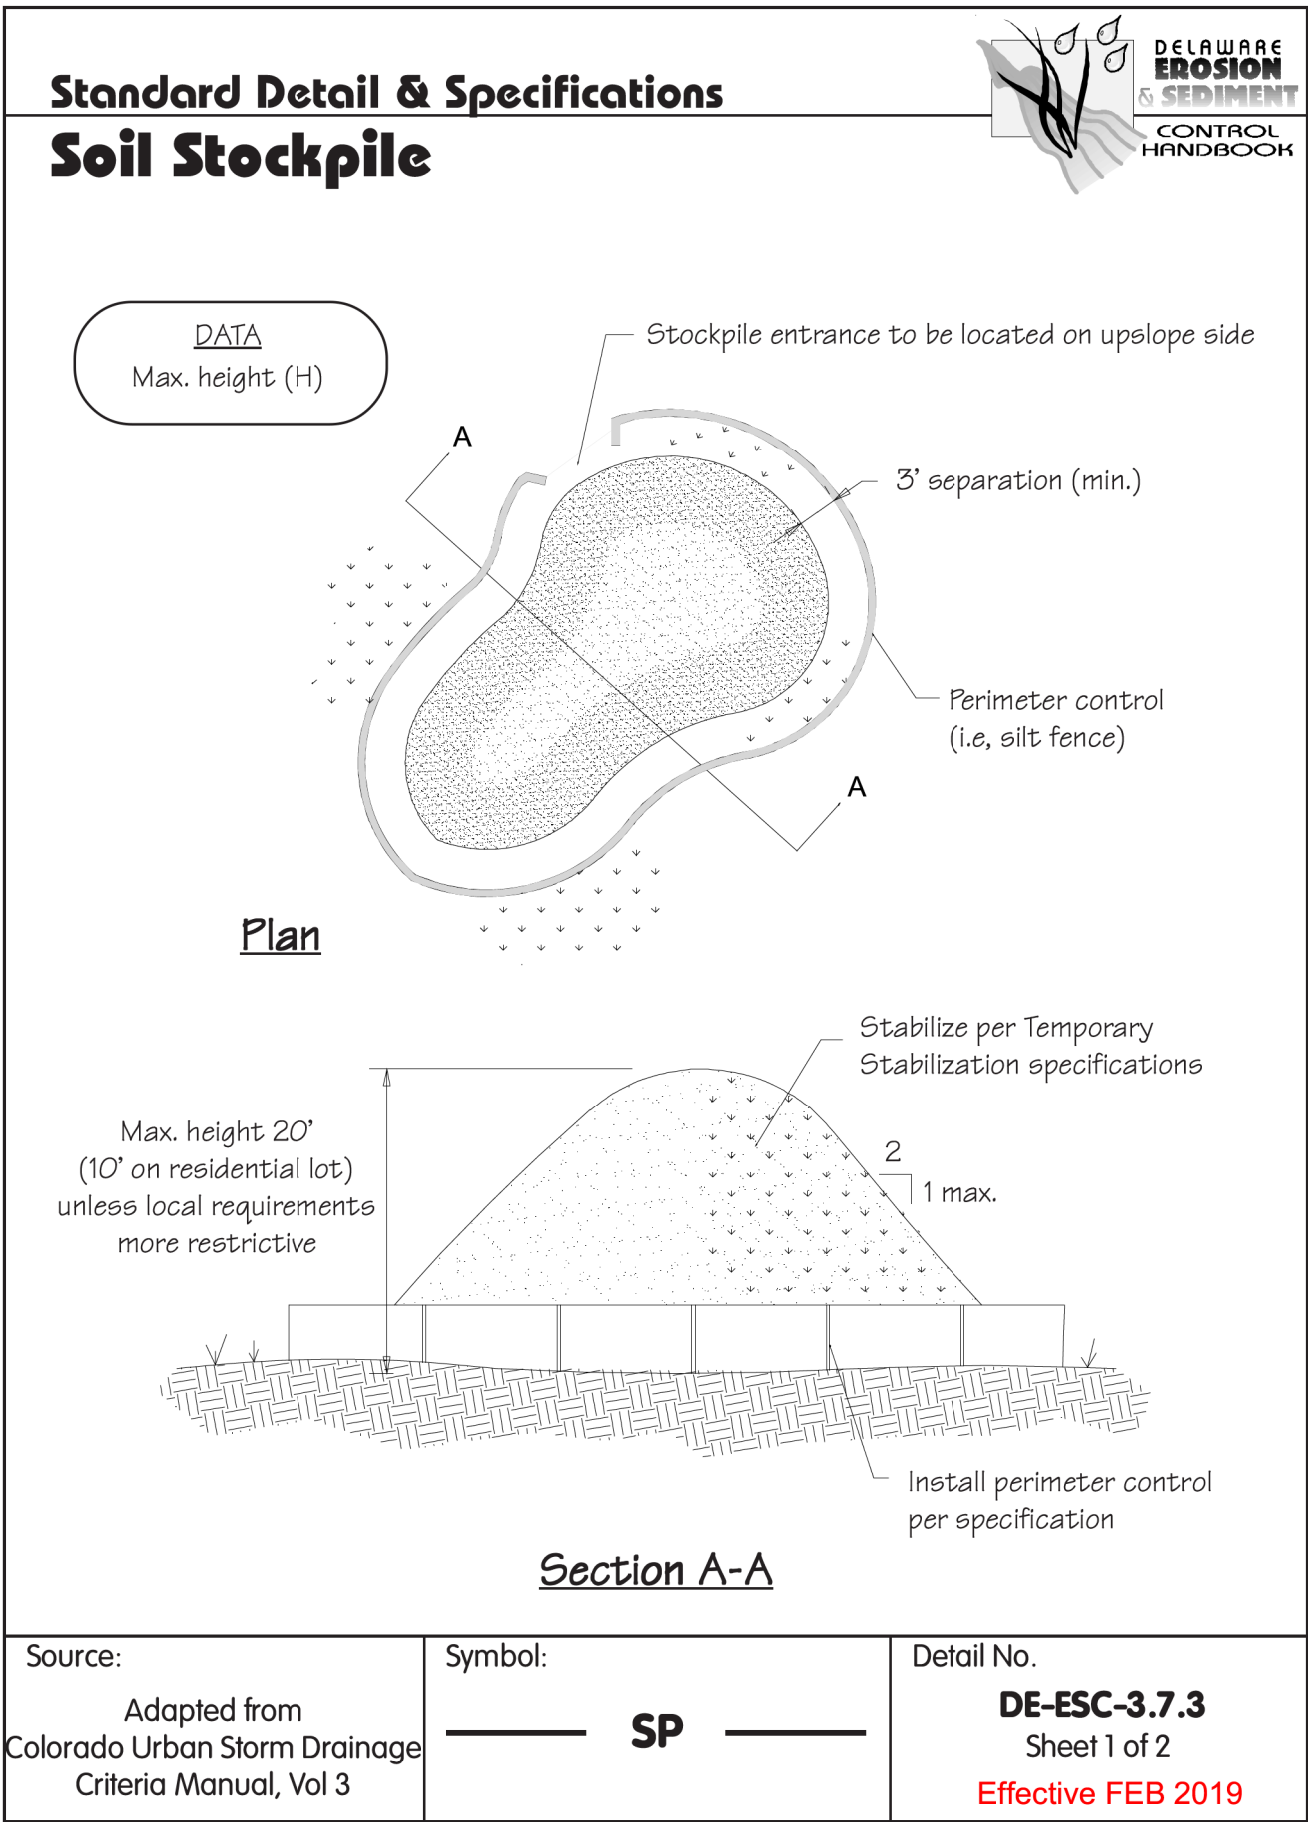 Standard Detail & Specifications
Soil Stockpile
DELAWARE
EROSION
& SEDIMENT
CONTROL
HANDBOOK
DATA
Max. height (H)
Stockpile entrance to be located on upslope side
A
3' separation (min.)
Perimeter control
(i.e, silt fence)
A
Plan
Stabilize per Temporary
Stabilization specifications
Max. height 20'
(10' on residential lot)
unless local requirements
more restrictive
2
1 max.
Install perimeter control
per specification
Section A-A
Source:
Adapted from
Colorado Urban Storm Drainage
Criteria Manual, Vol 3
Symbol:
SP
Detail No.
DE-ESC-3.7.3
Sheet 1 of 2
Effective FEB 2019